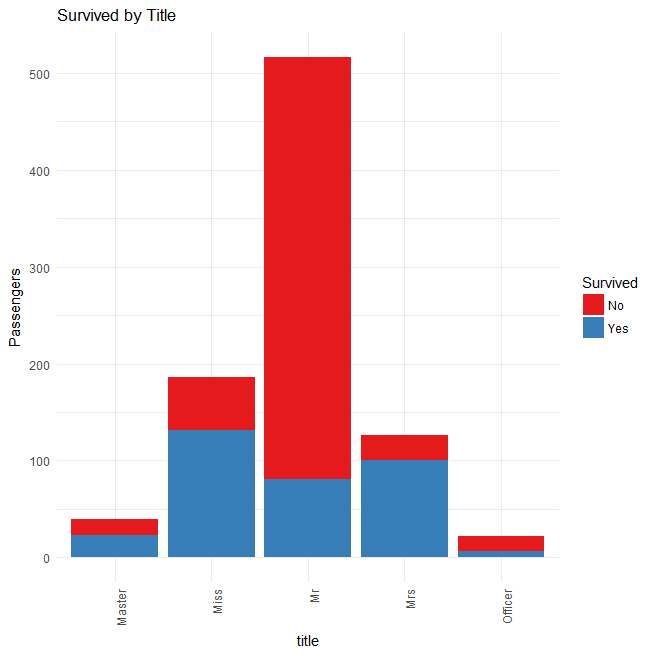 Survived by Title
500
400
300
200
100
0
Passengers
Master
Miss
Mr
Mrs
Officer
title
Survived
No
Yes